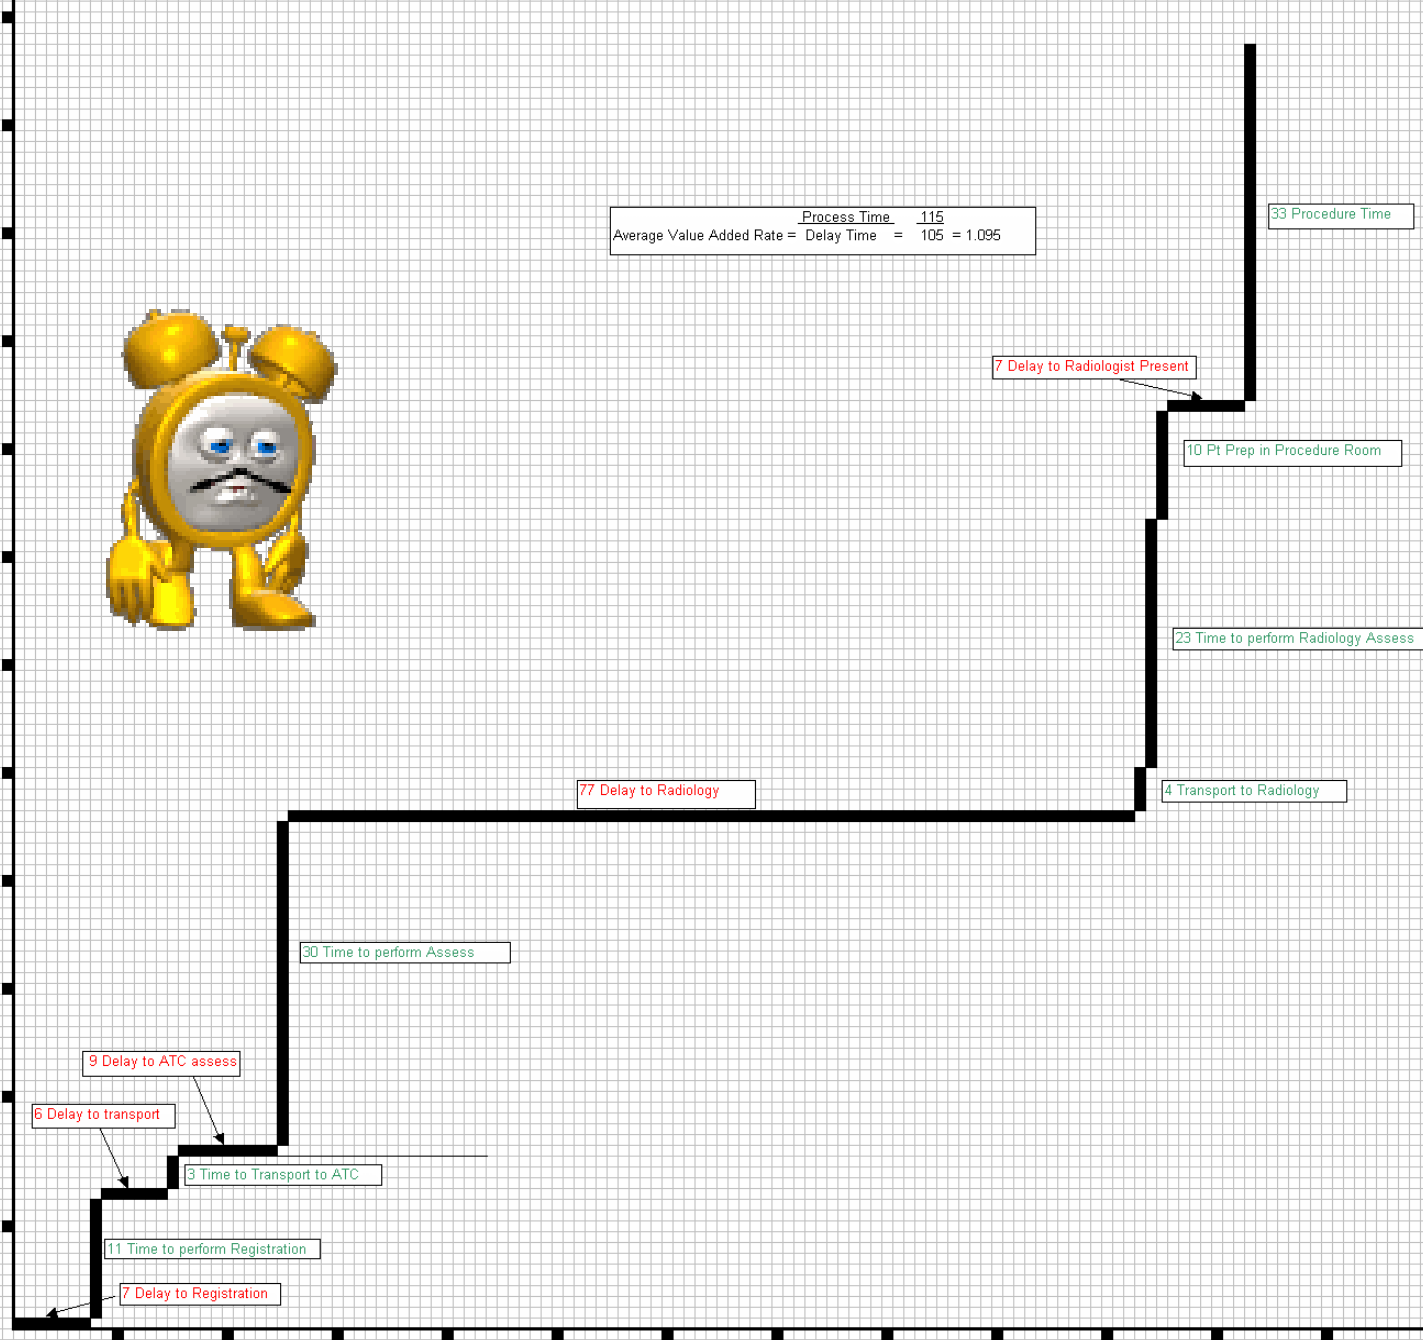 Process Time 115
Average Value Added Rate = Delay Time = 105 = 1.095
33 Procedure Time
7 Delay to Radiologist Present
10 Pt Prep in Procedure Room
23 Time to perform Radiology Assess
77 Delay to Radiology
4 Transport to Radiology
30 Time to perform Assess
9 Delay to ATC assess
6 Delay to transport
3 Time to Transport to ATC
11 Time to perform Registration
7 Delay to Registration